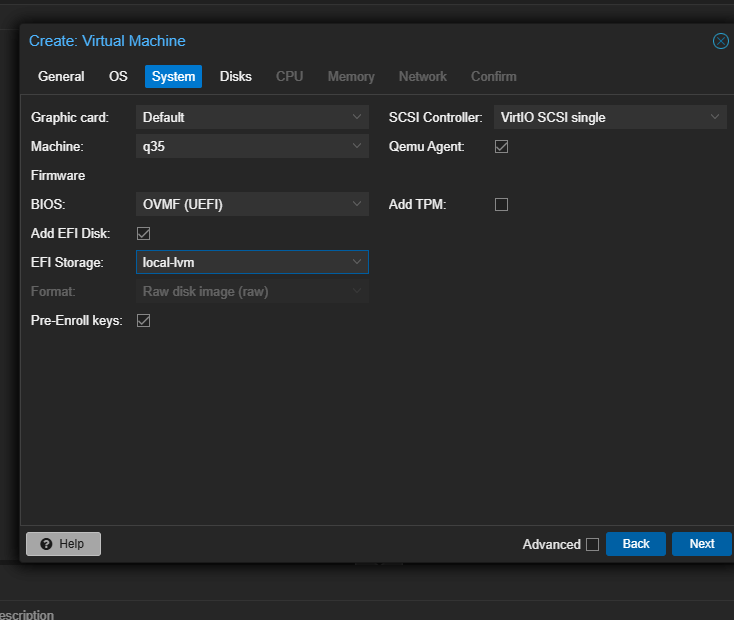 Create: Virtual Machine
General OS System Disks CPU Memory Network Confirm
Graphic card: Default SCSI Controller: VirtIO SCSI single
Machine: q35 Qemu Agent:
Firmware
BIOS: OVMF (UEFI) Add TPM:
Add EFI Disk:
EFI Storage: local-lvm
Format: Raw disk image (raw)
Pre-Enroll keys:
? Help Advanced Back Next
escription